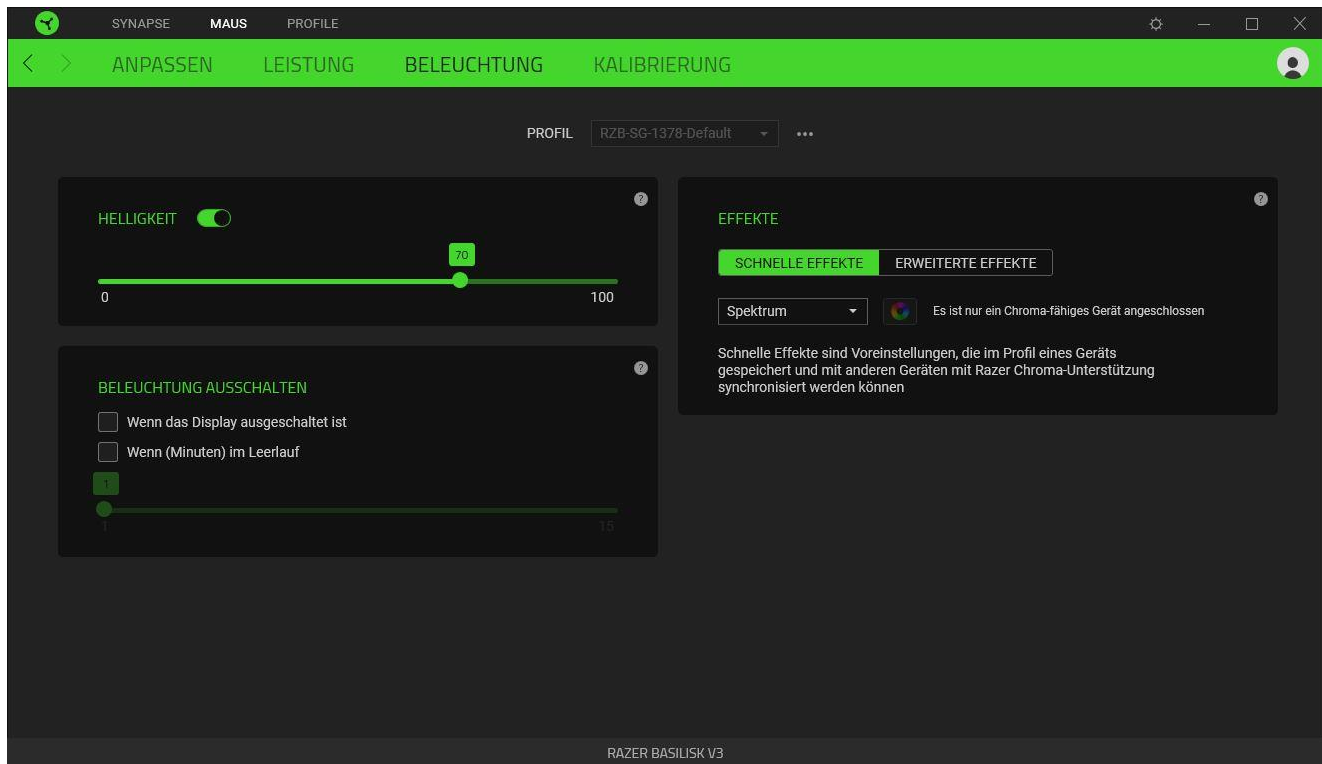 SYNAPSE MAUS PROFILE
ANPASSEN LEISTUNG BELEUCHTUNG KALIBRIERUNG
PROFIL RZB-SG-1378-Default
HELLIGKEIT
70
0 100
BELEUCHTUNG AUSSCHALTEN
Wenn das Display ausgeschaltet ist
Wenn (Minuten) im Leerlauf
1
1 15
EFFEKTE
SCHNELLE EFFEKTE ERWEITERTE EFFEKTE
Spektrum Es ist nur ein Chroma-fähiges Gerät angeschlossen
Schnelle Effekte sind Voreinstellungen, die im Profil eines Geräts
gespeichert und mit anderen Geräten mit Razer Chroma-Unterstützung
synchronisiert werden können
RAZER BASILISK V3